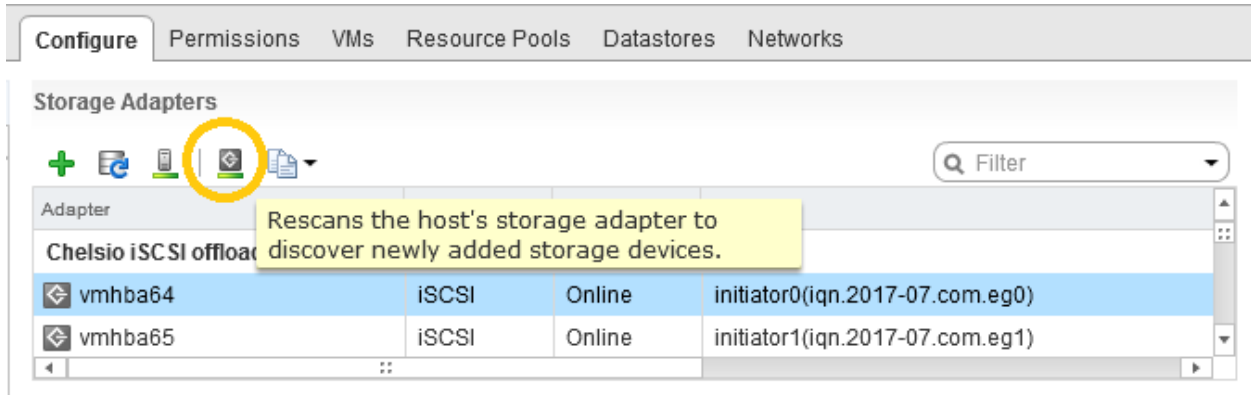 Configure Permissions VMs Resource Pools Datastores Networks
Storage Adapters
Filter
Adapter
Rescans the host's storage adapter to
discover newly added storage devices.
Chelsio iSCSI
vmhba64 iSCSI Online initiator0(iqn.2017-07.com.eg0)
vmhba65 iSCSI Online initiator1(iqn.2017-07.com.eg1)